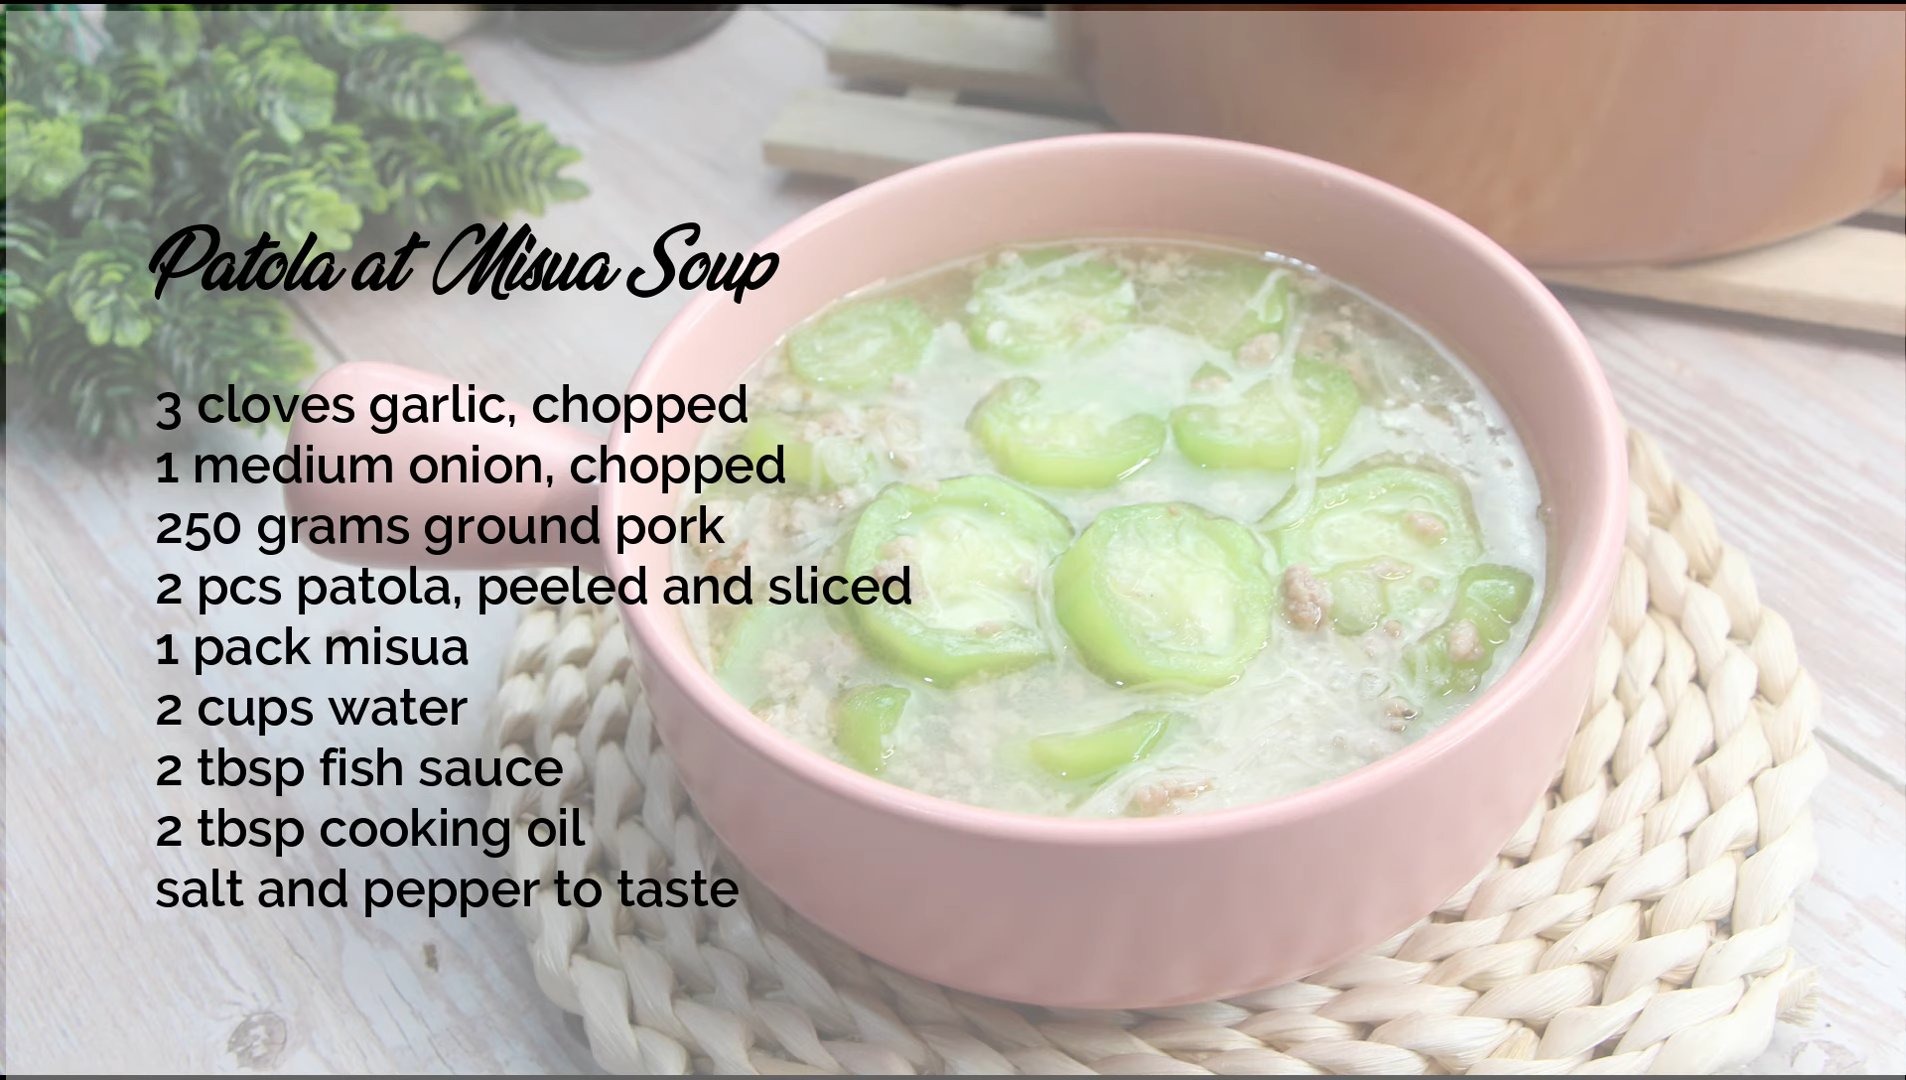 Patola at Misua Soup
3 cloves garlic, chopped
1 medium onion, chopped
250 grams ground pork
2 pcs patola, peeled and sliced
1 pack misua
2 cups water
2 tbsp fish sauce
2 tbsp cooking oil
salt and pepper to taste